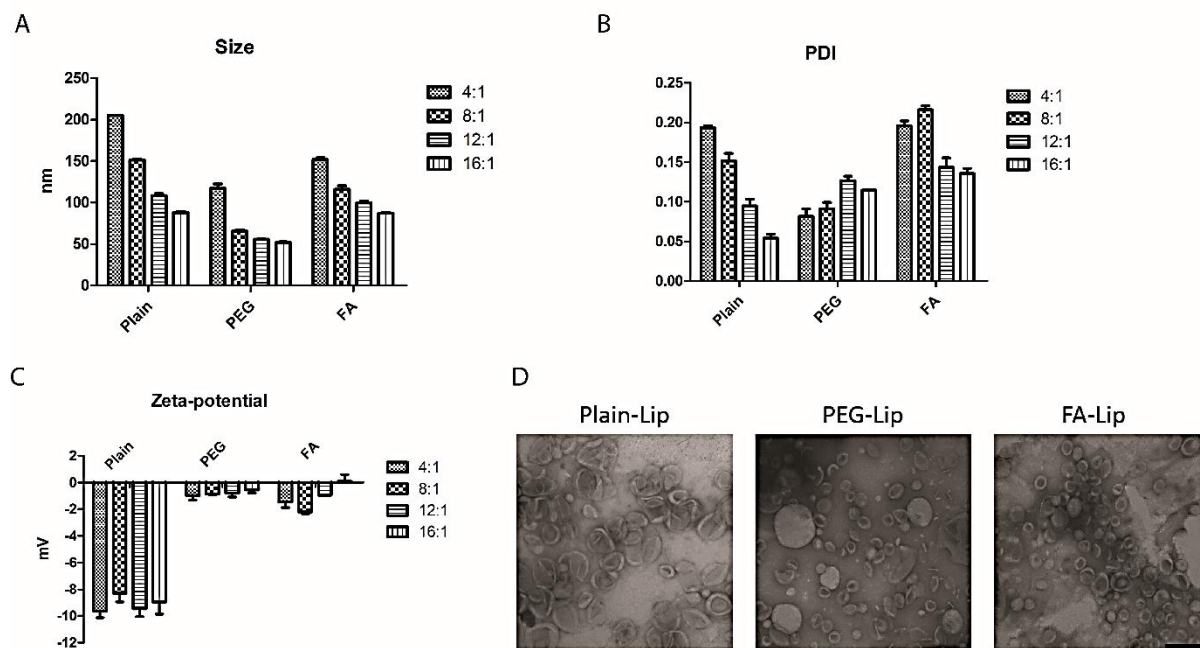 A
Size
250
200
150
100
50
0
nm
Plain
PEG
FA
4:1
8:1
12:1
16:1
B
PDI
0.25
0.20
0.15
0.10
0.05
0.00
Plain
PEG
FA
4:1
8:1
12:1
16:1
C
Zeta-potential
Plain
PEG
FA
2
0
-2
-4
-6
-8
-10
-12
mV
4:1
8:1
12:1
16:1
D
Plain-Lip
PEG-Lip
FA-Lip